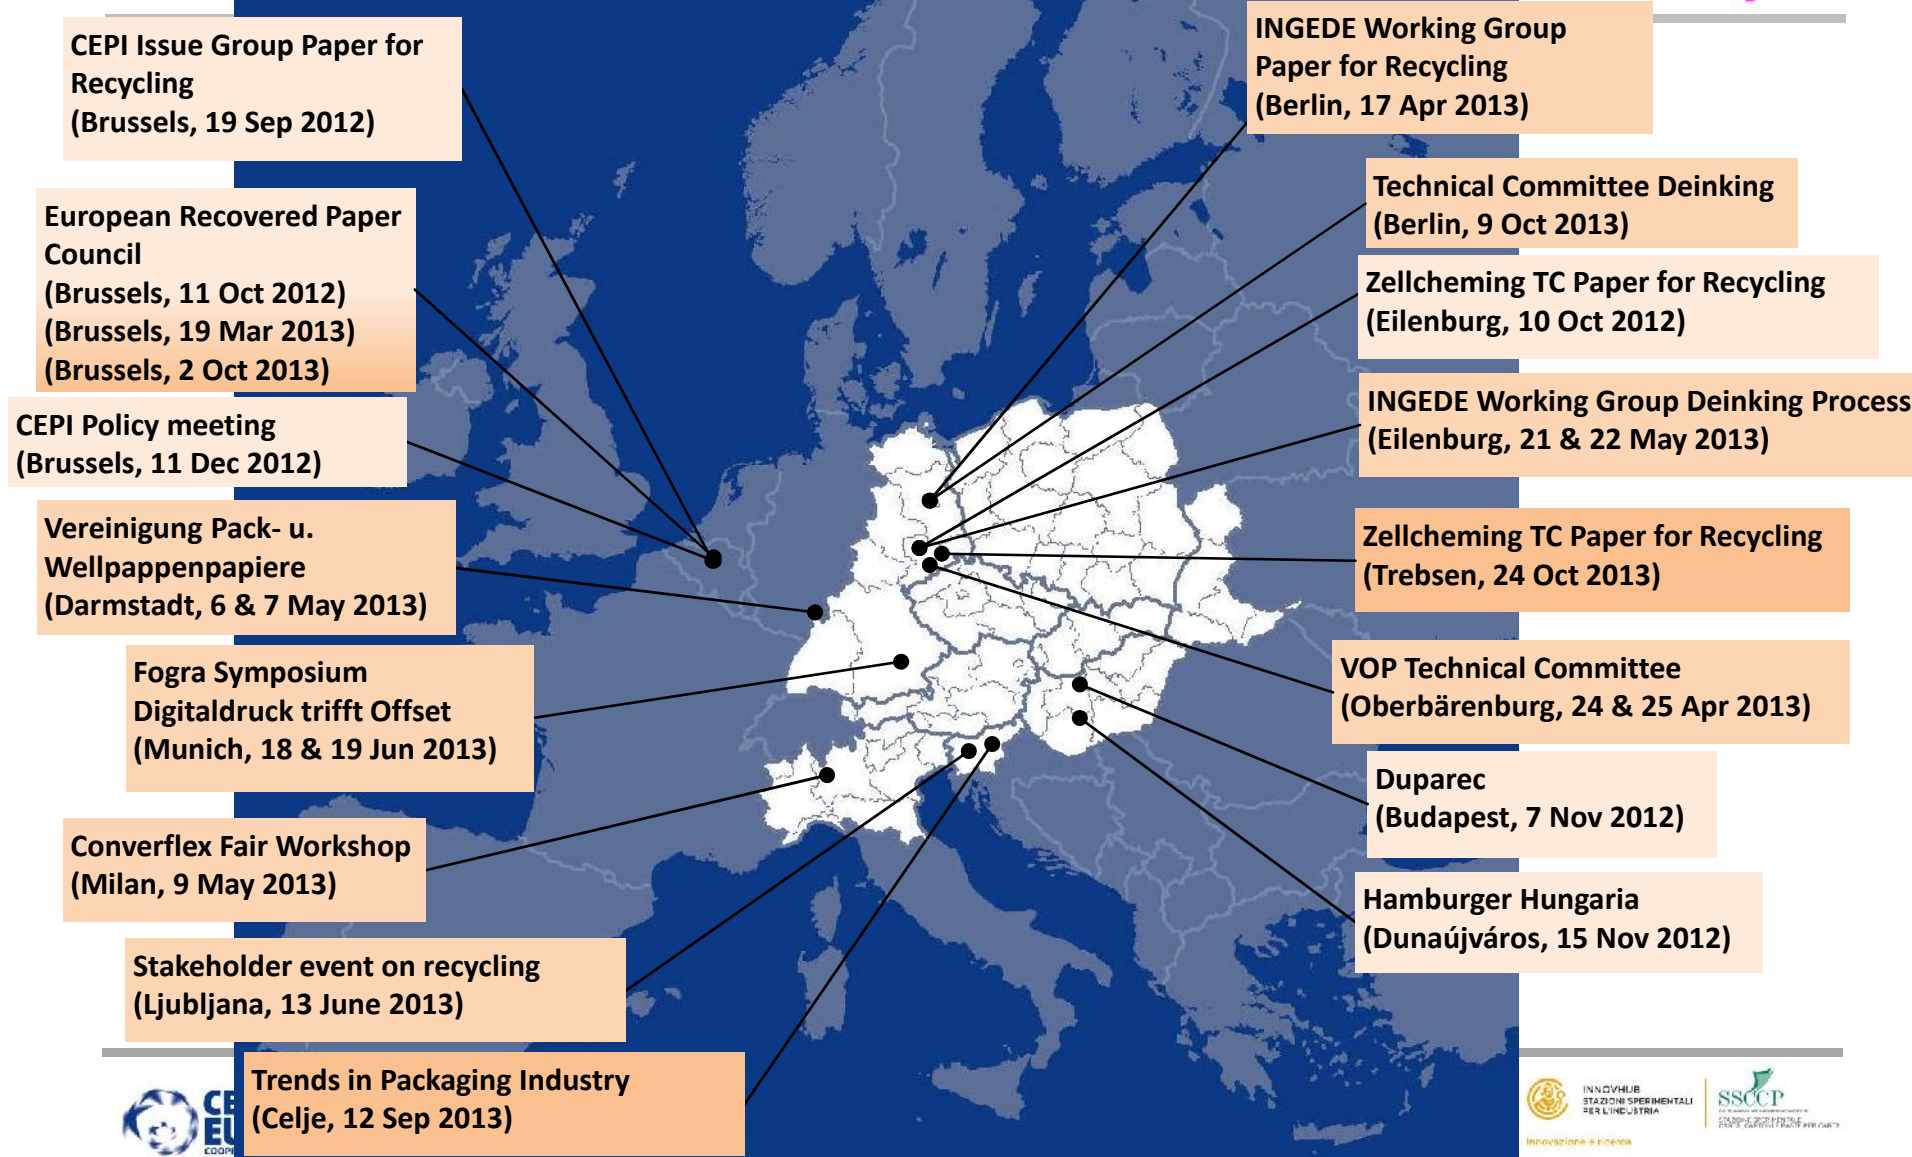 CEPI Issue Group Paper for
Recycling
(Brussels, 19 Sep 2012)
European Recovered Paper
Council
(Brussels, 11 Oct 2012)
(Brussels, 19 Mar 2013)
(Brussels, 2 Oct 2013)
CEPI Policy meeting
(Brussels, 11 Dec 2012)
Vereinigung Pack- u.
Wellpappenpapiere
(Darmstadt, 6 & 7 May 2013)
Fogra Symposium
Digitaldruck trifft Offset
(Munich, 18 & 19 Jun 2013)
Converflex Fair Workshop
(Milan, 9 May 2013)
Stakeholder event on recycling
(Ljubljana, 13 June 2013)
Trends in Packaging Industry
(Celje, 12 Sep 2013)
INGEDE Working Group
Paper for Recycling
(Berlin, 17 Apr 2013)
Technical Committee Deinking
(Berlin, 9 Oct 2013)
Zellcheming TC Paper for Recycling
(Eilenburg, 10 Oct 2012)
INGEDE Working Group Deinking Process
(Eilenburg, 21 & 22 May 2013)
Zellcheming TC Paper for Recycling
(Trebsen, 24 Oct 2013)
VOP Technical Committee
(Oberbärenburg, 24 & 25 Apr 2013)
Duparec
(Budapest, 7 Nov 2012)
Hamburger Hungaria
(Dunaújváros, 15 Nov 2012)
CE
EU
COOPE
INNOVHUB
STAZIONI SPERIMENTALI
PER L'INDUSTRIA
innovazione e ricerca
SSCCP